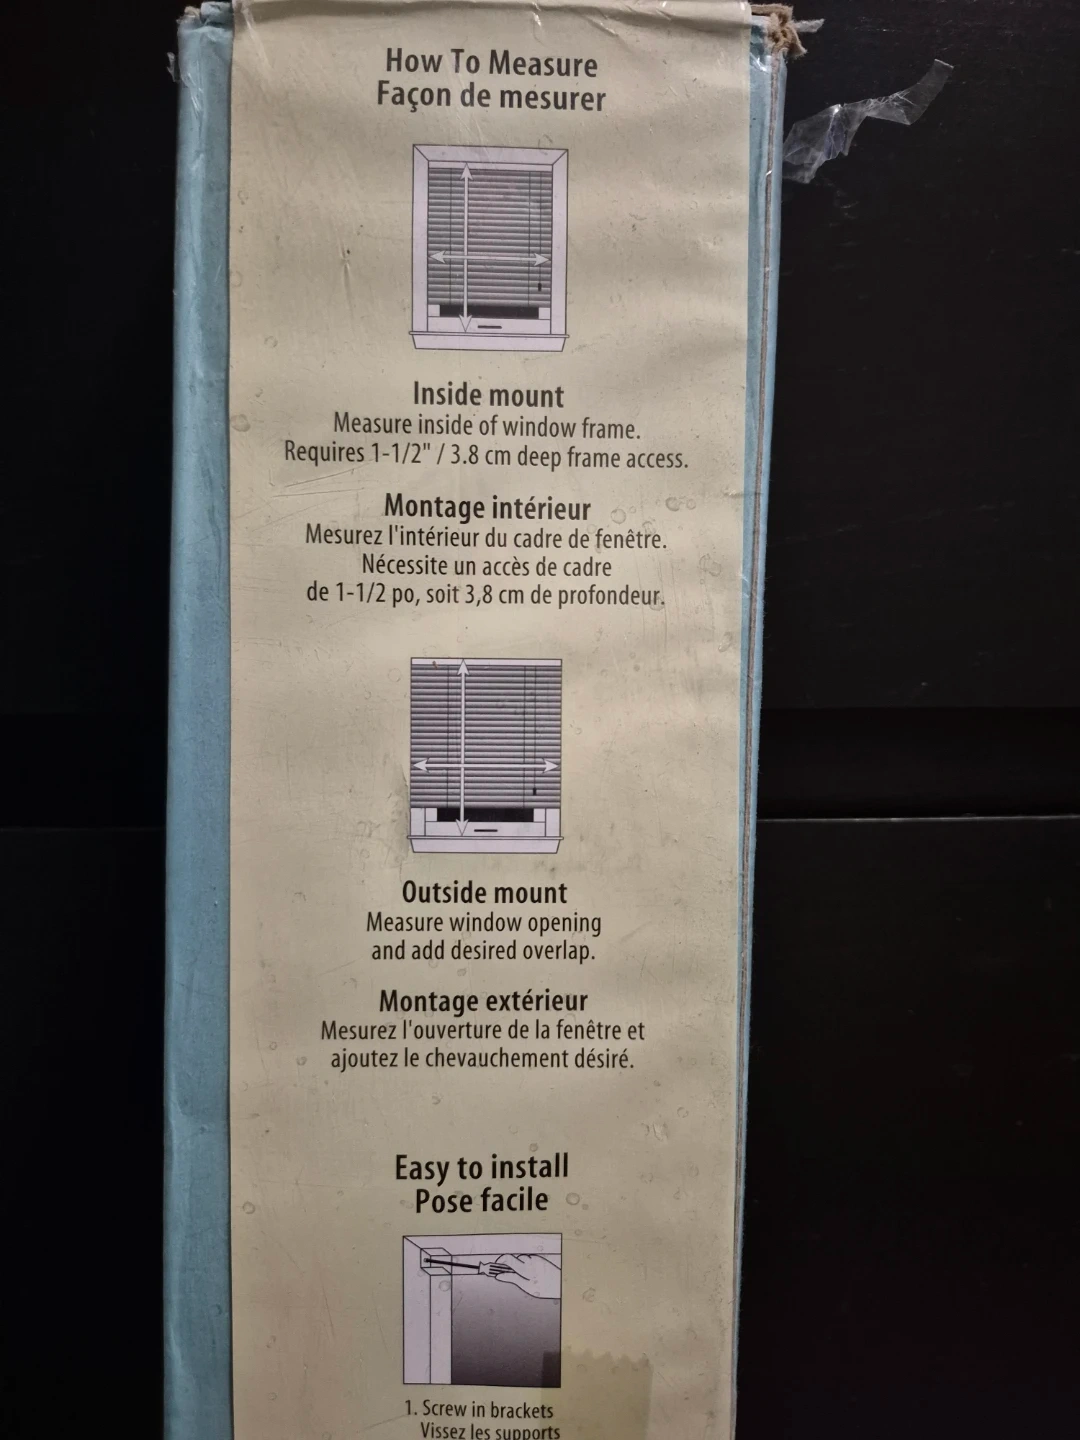 How To Measure
Façon de mesurer
Inside mount
Measure inside of window frame.
Requires 1-1/2" / 3.8 cm deep frame access.
Montage intérieur
Mesurez l'intérieur du cadre de fenêtre.
Nécessite un accès de cadre
de 1-1/2 po, soit 3,8 cm de profondeur.
Outside mount
Measure window opening
and add desired overlap.
Montage extérieur
Mesurez l'ouverture de la fenêtre et
ajoutez le chevauchement désiré.
Easy to install
Pose facile
1. Screw in brackets
Vissez les supports